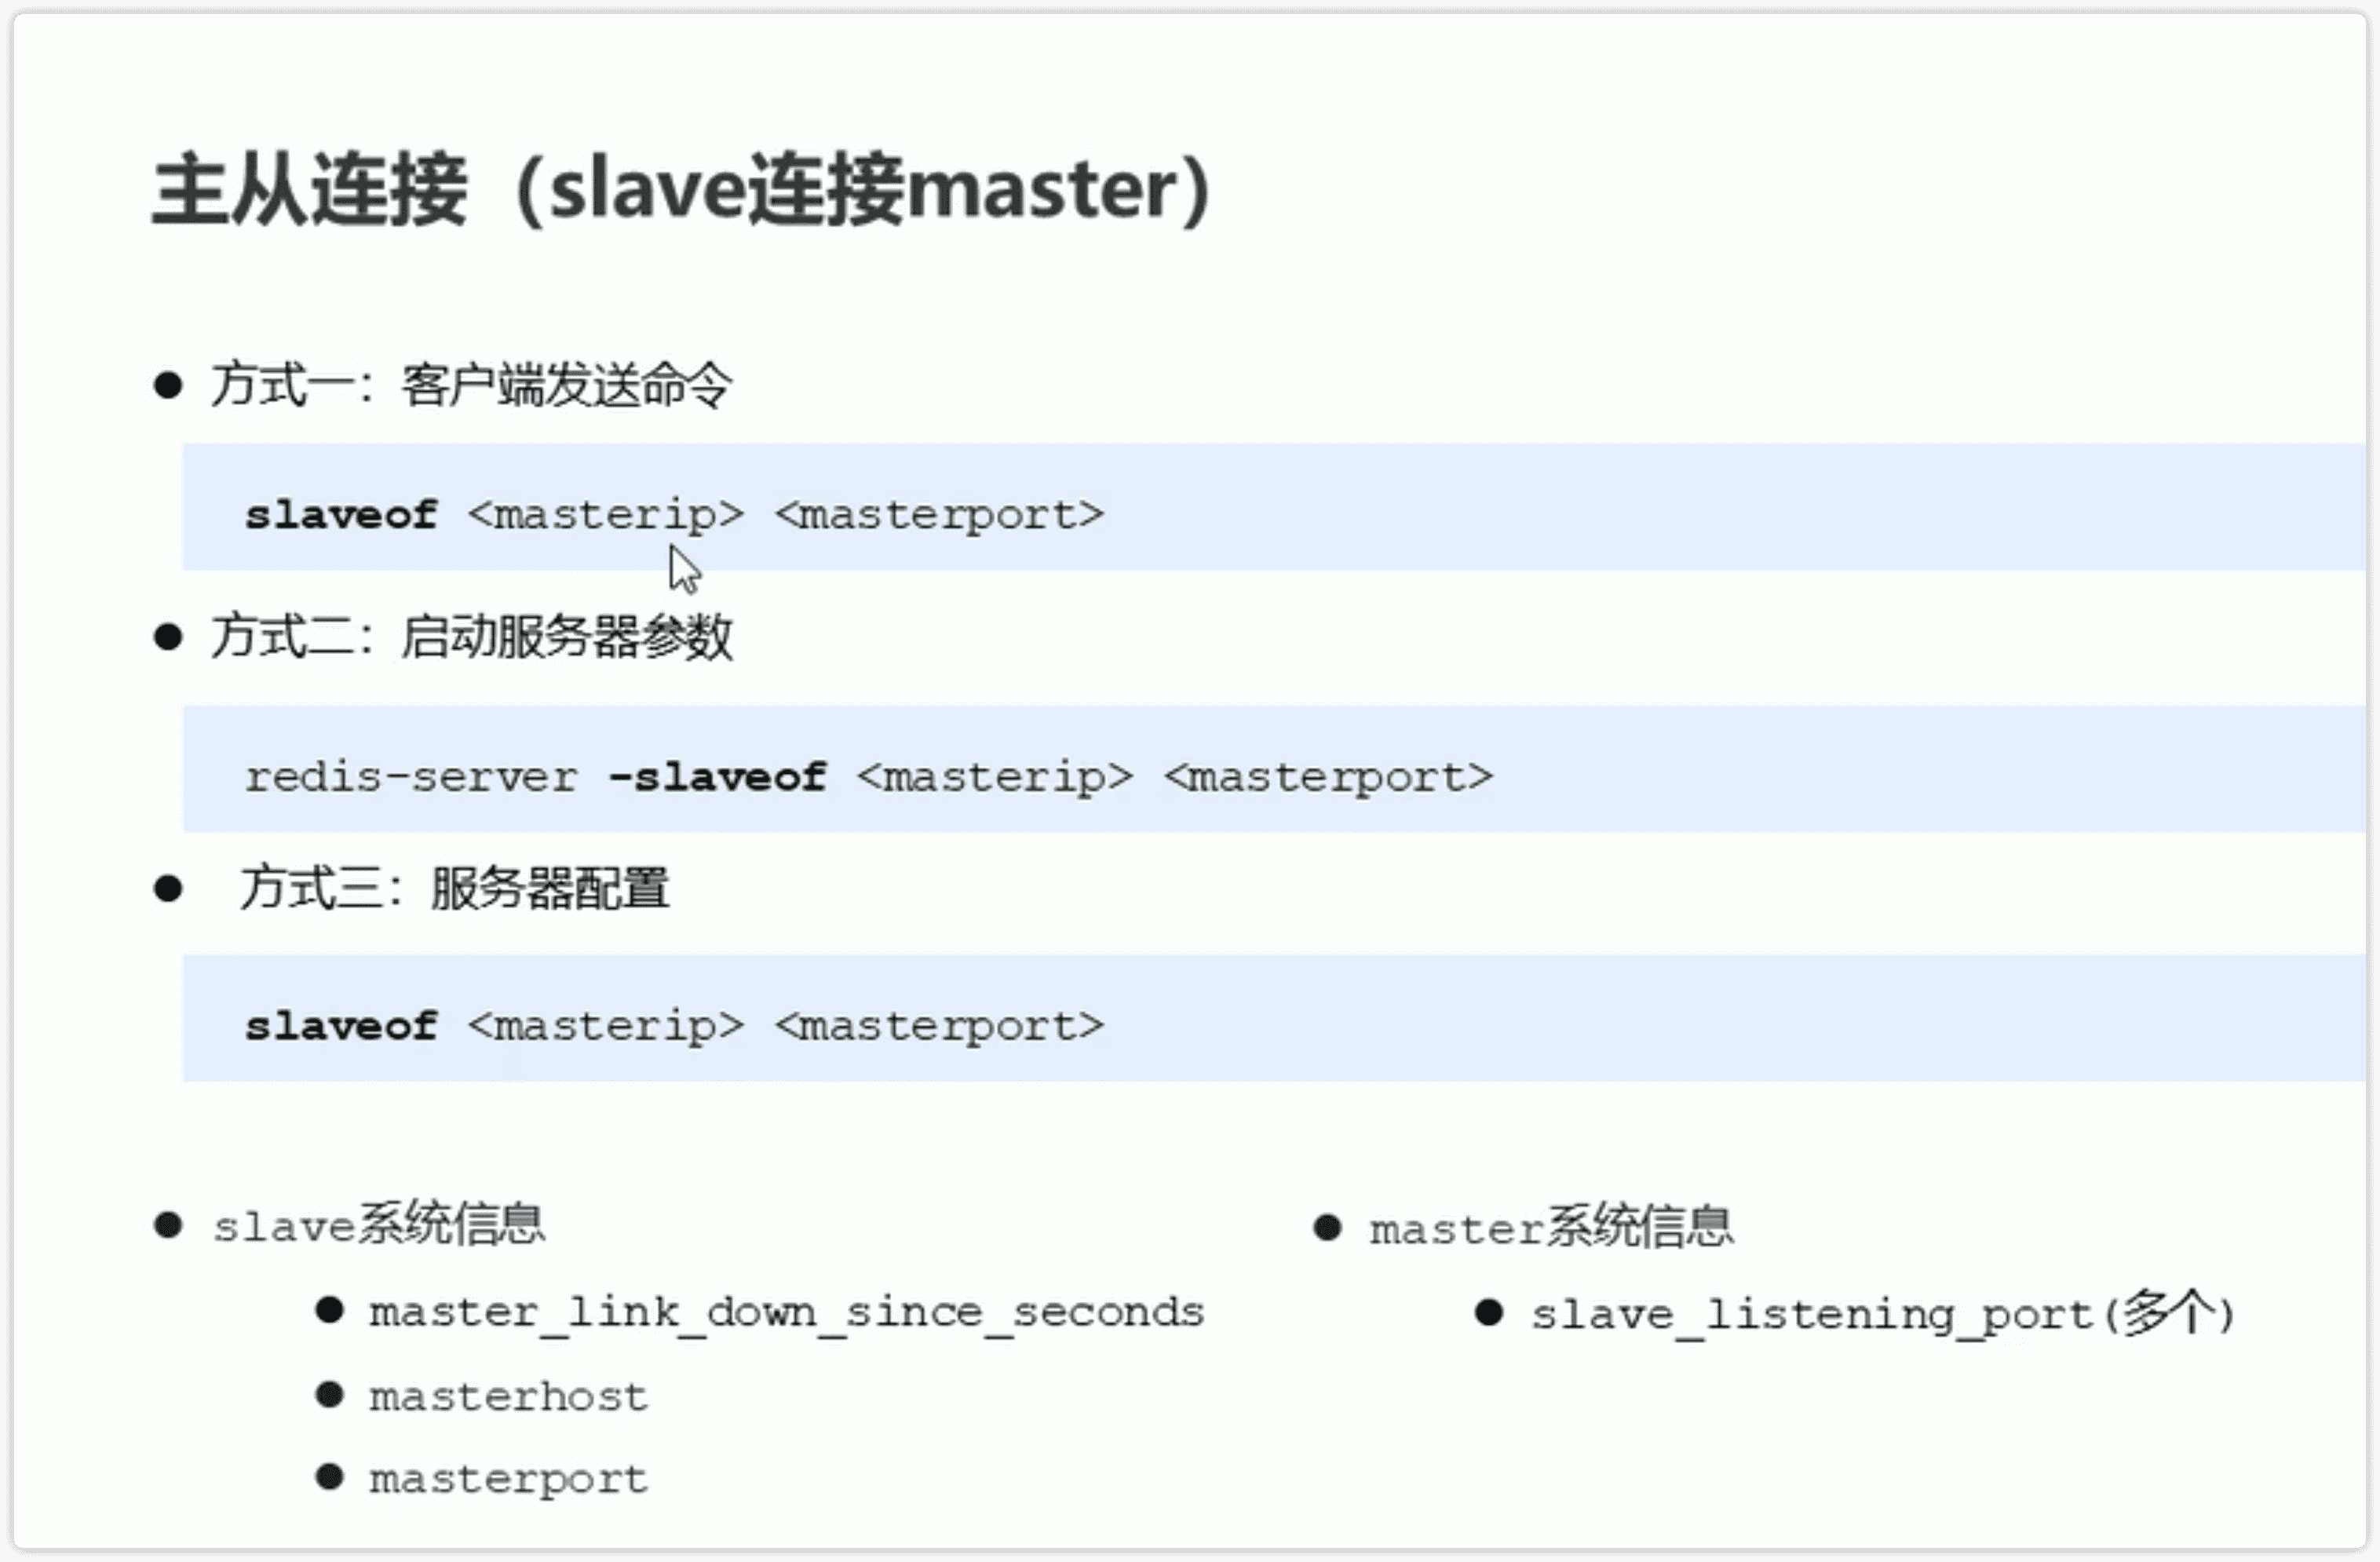 主从连接（slave连接master）
方式一：客户端发送命令
slaveof <masterip> <masterport>
方式二：启动服务器参数
redis-server -slaveof <masterip> <masterport>
方式三：服务器配置
slaveof <masterip> <masterport>
slave系统信息
master_link_down_since_seconds
masterhost
masterport
master系统信息
slave_listening_port(多个)